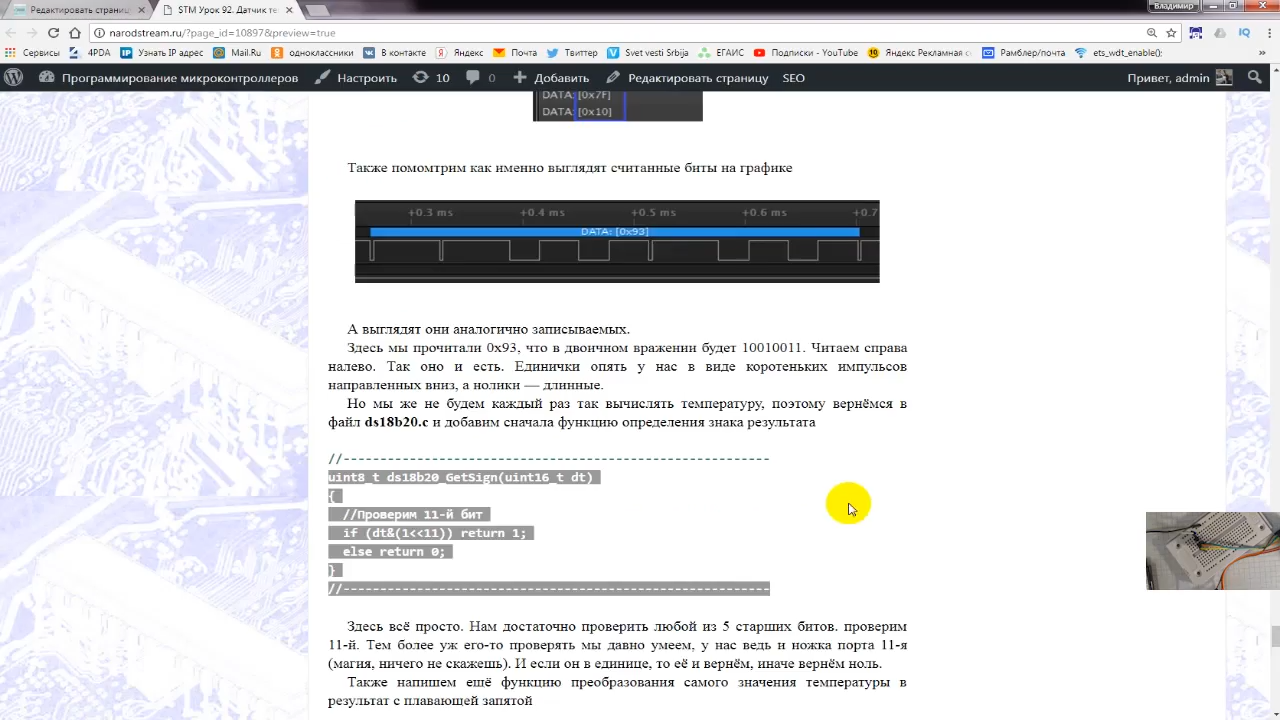 Владимир
Редактировать страниц
STM Урок 92. Датчик те
narodstream.ru/?page_id=10897&preview=true
Сервисы
4PDA
Узнать IP адрес
Mail.Ru
одноклассники
В контакте
Яндекс
Почта
Твиттер
Svet vesti Srbija
ЕГАИС
Подписки - YouTube
Яндекс Рекламная с
Рамблер/почта
ets_wdt_enable();
Программирование микроконтроллеров
Настроить
10
0
Добавить
Редактировать страницу
SEO
Привет, admin
DATA: [0x7F]
DATA: [0x10]
Также помомтрим как именно выглядят считанные биты на графике
+0.3 ms +0.4 ms +0.5 ms +0.6 ms +0.7
DATA: [0x93]
А выглядят они аналогично записываемых.
Здесь мы прочитали 0x93, что в двоичном вражении будет 10010011. Читаем справа
налево. Так оно и есть. Единички опять у нас в виде коротеньких импульсов
направленных вниз, а нолики — длинные.
Но мы же не будем каждый раз так вычислять температуру, поэтому вернёмся в
файл ds18b20.c и добавим сначала функцию определения знака результата
//-----------------------------------------------------------
uint8_t ds18b20_GetSign(uint16_t dt)
{
//Проверим 11-й бит
if (dt&(1<<11)) return 1;
else return 0;
}
//-----------------------------------------------------------
Здесь всё просто. Нам достаточно проверить любой из 5 старших битов. проверим
11-й. Тем более уж его-то проверять мы давно умеем, у нас ведь и ножка порта 11-я
(магия, ничего не скажешь). И если он в единице, то её и вернём, иначе вернём ноль.
Также напишем ещё функцию преобразования самого значения температуры в
результат с плавающей запятой